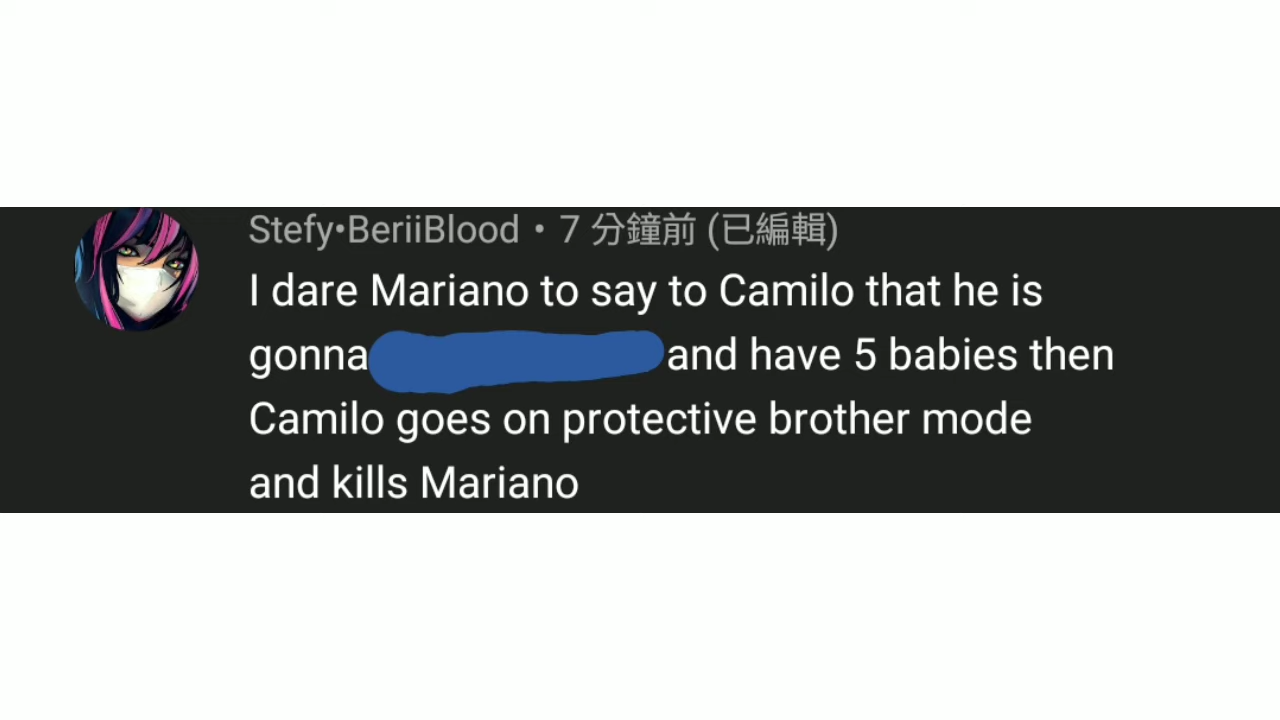 Stefy•BeriiBlood • 7 分鐘前 (已編輯)
I dare Mariano to say to Camilo that he is
gonna and have 5 babies then
Camilo goes on protective brother mode
and kills Mariano